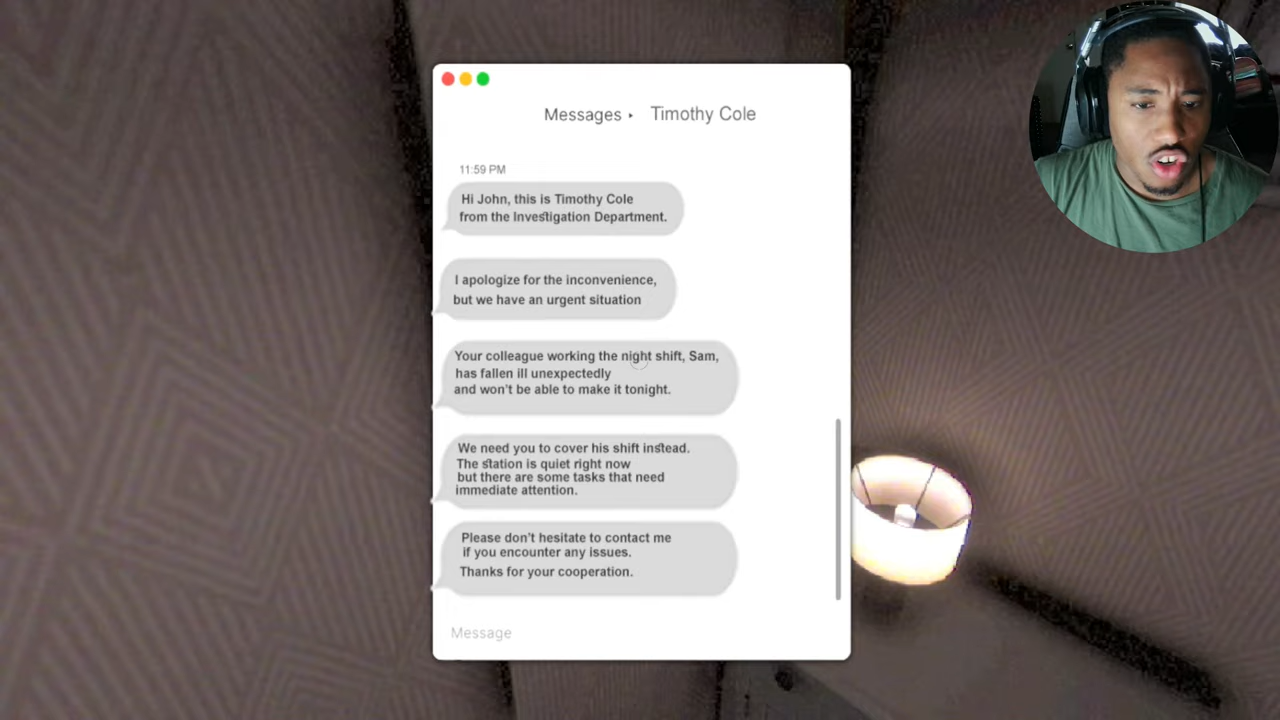 Messages ▸ Timothy Cole
11:59 PM
Hi John, this is Timothy Cole
from the Investigation Department.
I apologize for the inconvenience,
but we have an urgent situation
Your colleague working the night shift, Sam,
has fallen ill unexpectedly
and won't be able to make it tonight.
We need you to cover his shift instead.
The station is quiet right now
but there are some tasks that need
immediate attention.
Please don't hesitate to contact me
if you encounter any issues.
Thanks for your cooperation.
Message